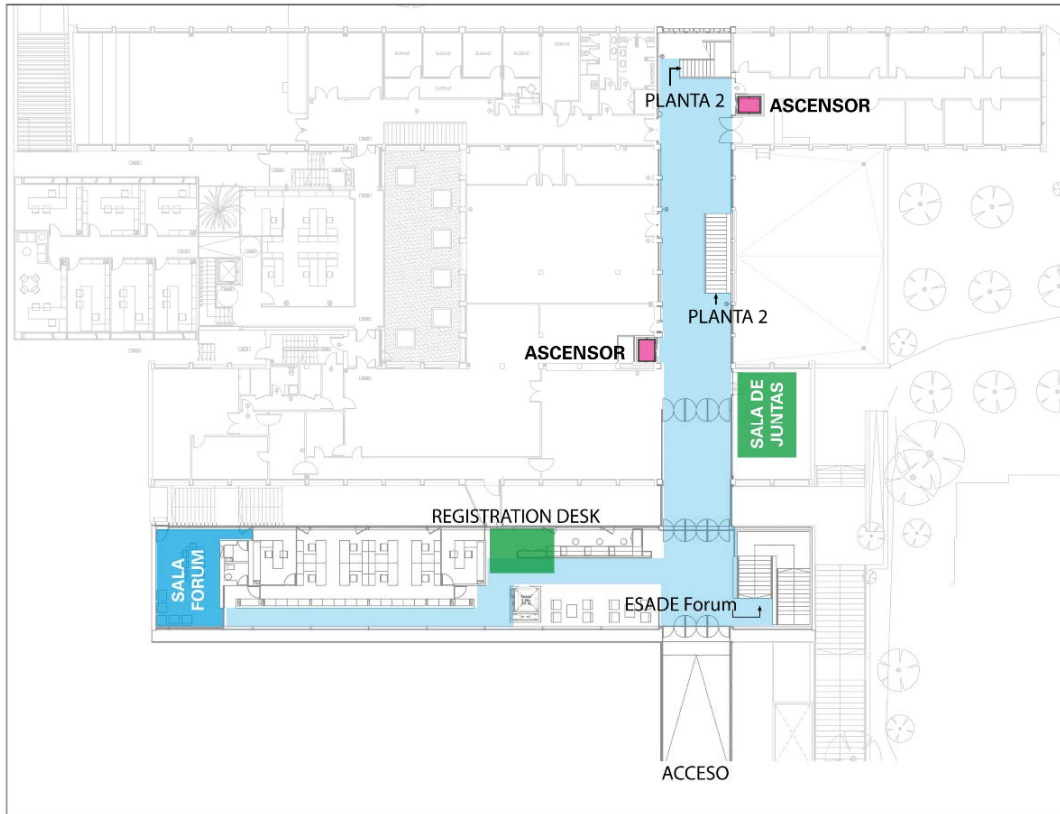 PLANTA 2
ASCENSOR
PLANTA 2
ASCENSOR
SALA DE
JUNTAS
REGISTRATION DESK
SALA
FORUM
ESADE Forum
ACCESO